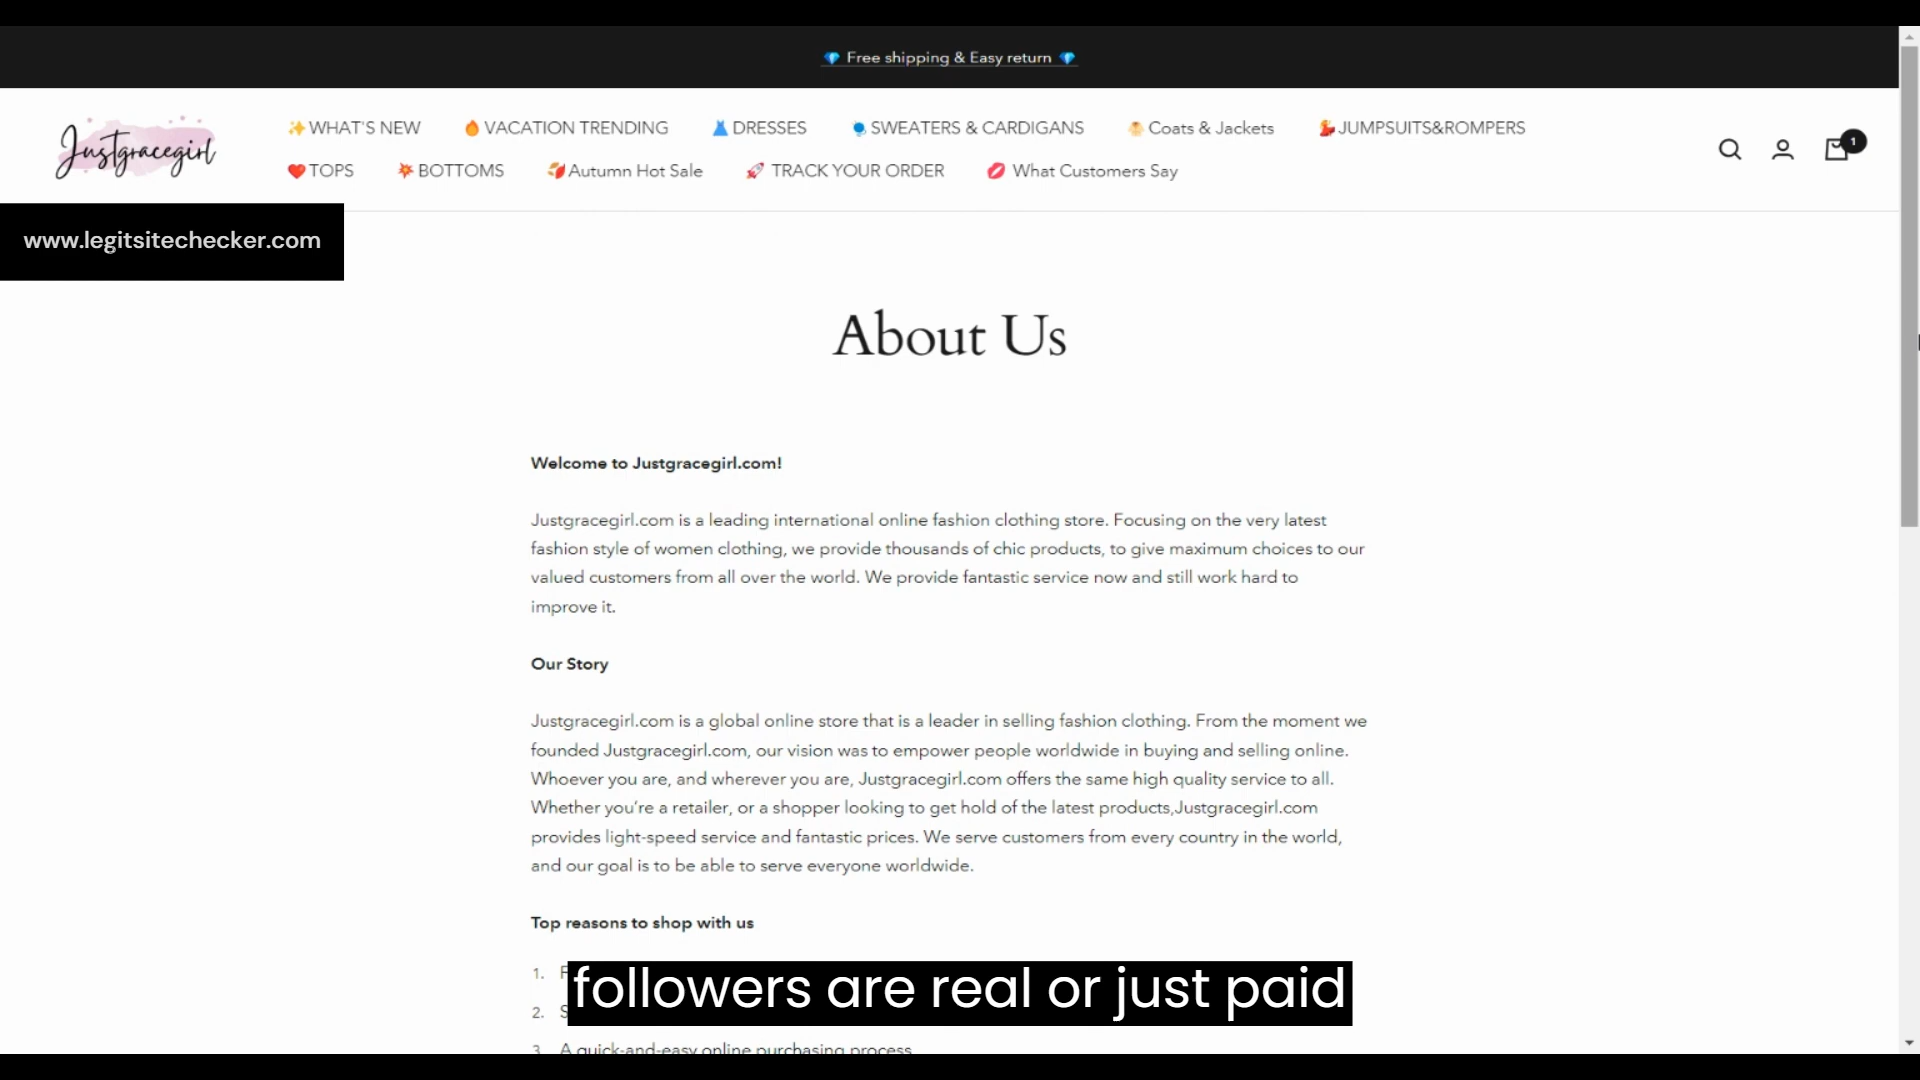 Free shipping & Easy return
Justgracegirl
WHAT'S NEW VACATION TRENDING DRESSES SWEATERS & CARDIGANS Coats & Jackets JUMPSUITS&ROMPERS
TOPS BOTTOMS Autumn Hot Sale TRACK YOUR ORDER What Customers Say
1
www.legitsitechecker.com
About Us
Welcome to Justgracegirl.com!
Justgracegirl.com is a leading international online fashion clothing store. Focusing on the very latest
fashion style of women clothing, we provide thousands of chic products, to give maximum choices to our
valued customers from all over the world. We provide fantastic service now and still work hard to
improve it.
Our Story
Justgracegirl.com is a global online store that is a leader in selling fashion clothing. From the moment we
founded Justgracegirl.com, our vision was to empower people worldwide in buying and selling online.
Whoever you are, and wherever you are, Justgracegirl.com offers the same high quality service to all.
Whether you're a retailer, or a shopper looking to get hold of the latest products,Justgracegirl.com
provides light-speed service and fantastic prices. We serve customers from every country in the world,
and our goal is to be able to serve everyone worldwide.
Top reasons to shop with us
1.
2.
followers are real or just paid
3. A quick-and-easy online purchasing process